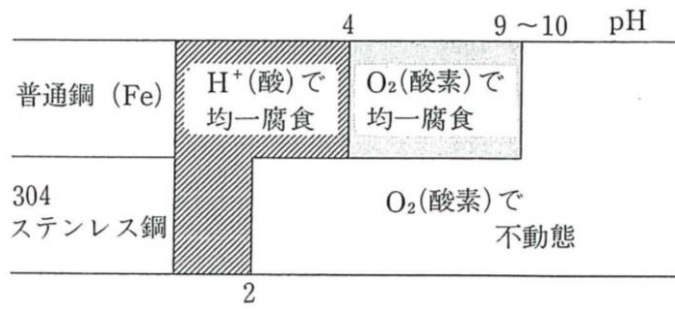 4 9～10 pH
普通鋼 (Fe)
H⁺(酸)で
均一腐食
O₂(酸素)で
均一腐食
304
ステンレス鋼
O₂(酸素)で
不動態
2